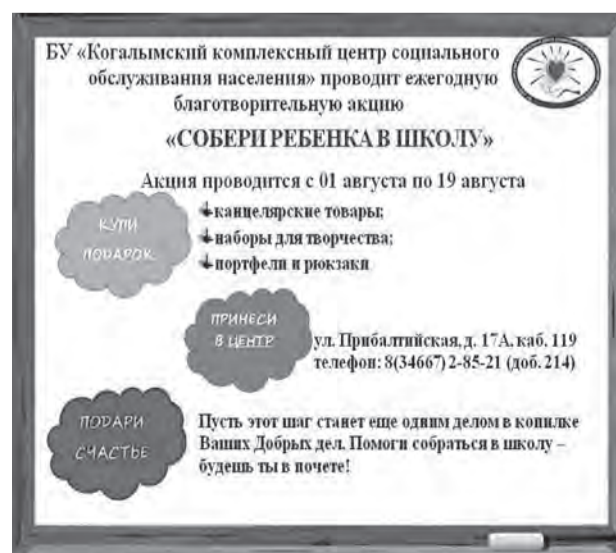 БУ «Когалымский комплексный центр социального
обслуживания населения» проводит ежегодную
благотворительную акцию
«СОБЕРИ РЕБЕНКА В ШКОЛУ»
Акция проводится с 01 августа по 19 августа
КУПИ
ПОДАРОК
канцелярские товары;
наборы для творчества;
портфели и рюкзаки
ПРИНЕСИ
В ЦЕНТР
ул. Прибалтийская, д. 17А, каб. 119
телефон: 8(34667) 2-85-21 (доб. 214)
ПОДАРИ
СЧАСТЬЕ
Пусть этот шаг станет еще одним делом в копилке
Ваших Добрых дел. Помоги собраться в школу –
будешь ты в почете!